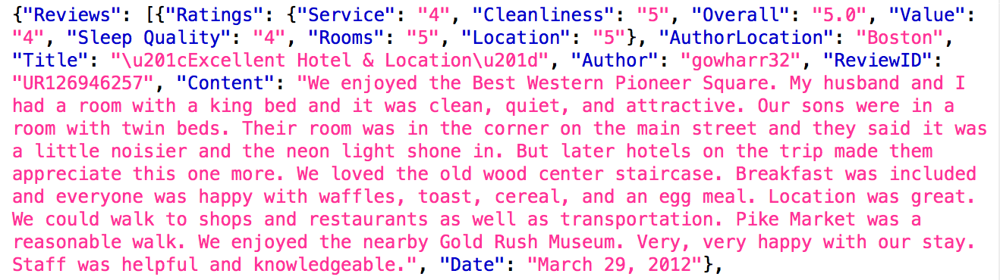 {"Reviews": [{"Ratings": {"Service": "4", "Cleanliness": "5", "Overall": "5.0", "Value":
"4", "Sleep Quality": "4", "Rooms": "5", "Location": "5"}, "AuthorLocation": "Boston",
"Title": "\u201cExcellent Hotel & Location\u201d", "Author": "gowharr32", "ReviewID":
"UR126946257", "Content": "We enjoyed the Best Western Pioneer Square. My husband and I
had a room with a king bed and it was clean, quiet, and attractive. Our sons were in a
room with twin beds. Their room was in the corner on the main street and they said it was
a little noisier and the neon light shone in. But later hotels on the trip made them
appreciate this one more. We loved the old wood center staircase. Breakfast was included
and everyone was happy with waffles, toast, cereal, and an egg meal. Location was great.
We could walk to shops and restaurants as well as transportation. Pike Market was a
reasonable walk. We enjoyed the nearby Gold Rush Museum. Very, very happy with our stay.
Staff was helpful and knowledgeable.", "Date": "March 29, 2012"},